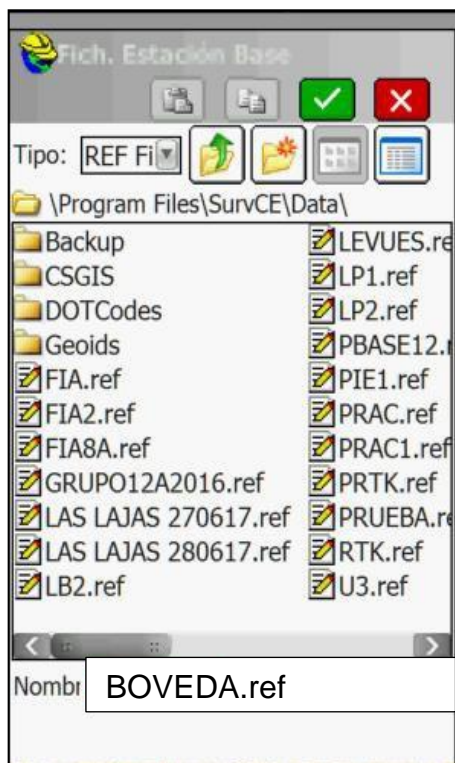 Fich. Estación Base
Tipo: REF Fi
\Program Files\SurvCE\Data\
Backup
CSGIS
DOTCodes
Geoids
FIA.ref
FIA2.ref
FIA8A.ref
GRUPO12A2016.ref
LAS LAJAS 270617.ref
LAS LAJAS 280617.ref
LB2.ref
LEVUES.re
LP1.ref
LP2.ref
PBASE12.r
PIE1.ref
PRAC.ref
PRAC1.ref
PRTK.ref
PRUEBA.re
RTK.ref
U3.ref
Nombr BOVEDA.ref